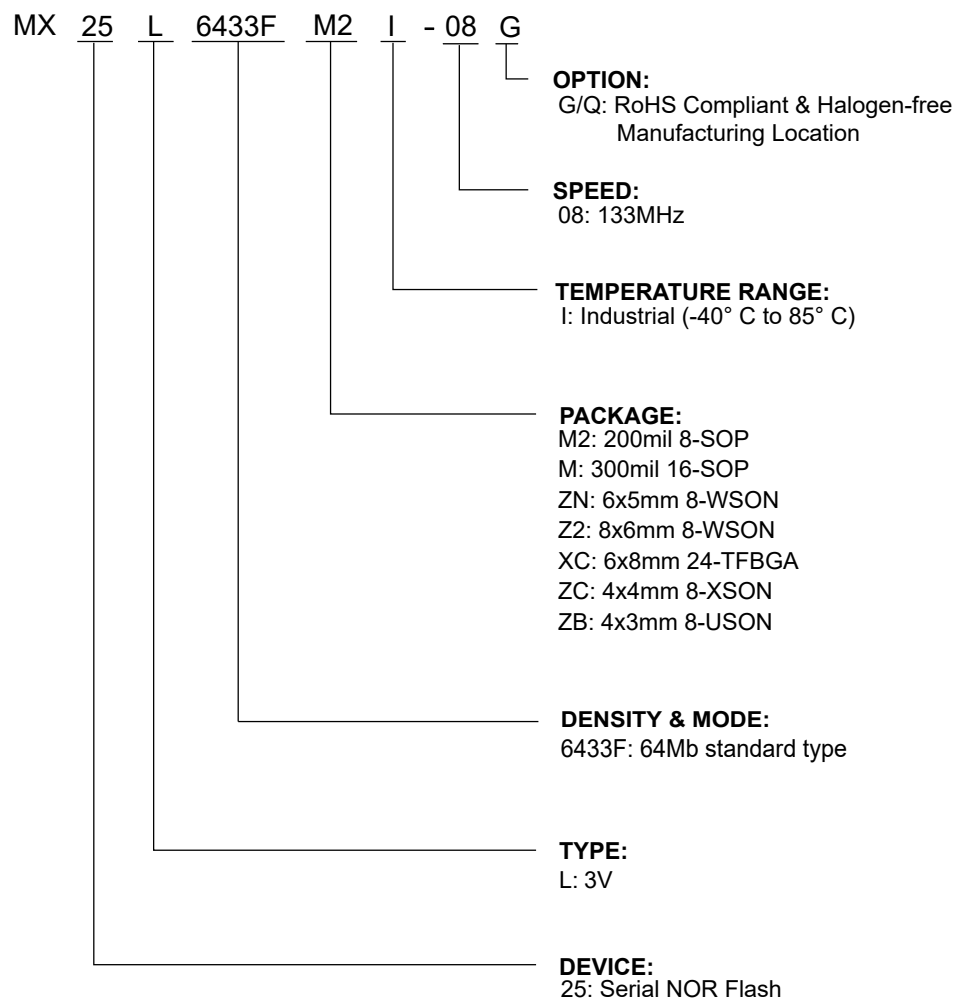 MX 25 L 6433F M2 I - 08 G
OPTION:
G/Q: RoHS Compliant & Halogen-free
Manufacturing Location
SPEED:
08: 133MHz
TEMPERATURE RANGE:
I: Industrial (-40° C to 85° C)
PACKAGE:
M2: 200mil 8-SOP
M: 300mil 16-SOP
ZN: 6x5mm 8-WSON
Z2: 8x6mm 8-WSON
XC: 6x8mm 24-TFBGA
ZC: 4x4mm 8-XSON
ZB: 4x3mm 8-USON
DENSITY & MODE:
6433F: 64Mb standard type
TYPE:
L: 3V
DEVICE:
25: Serial NOR Flash